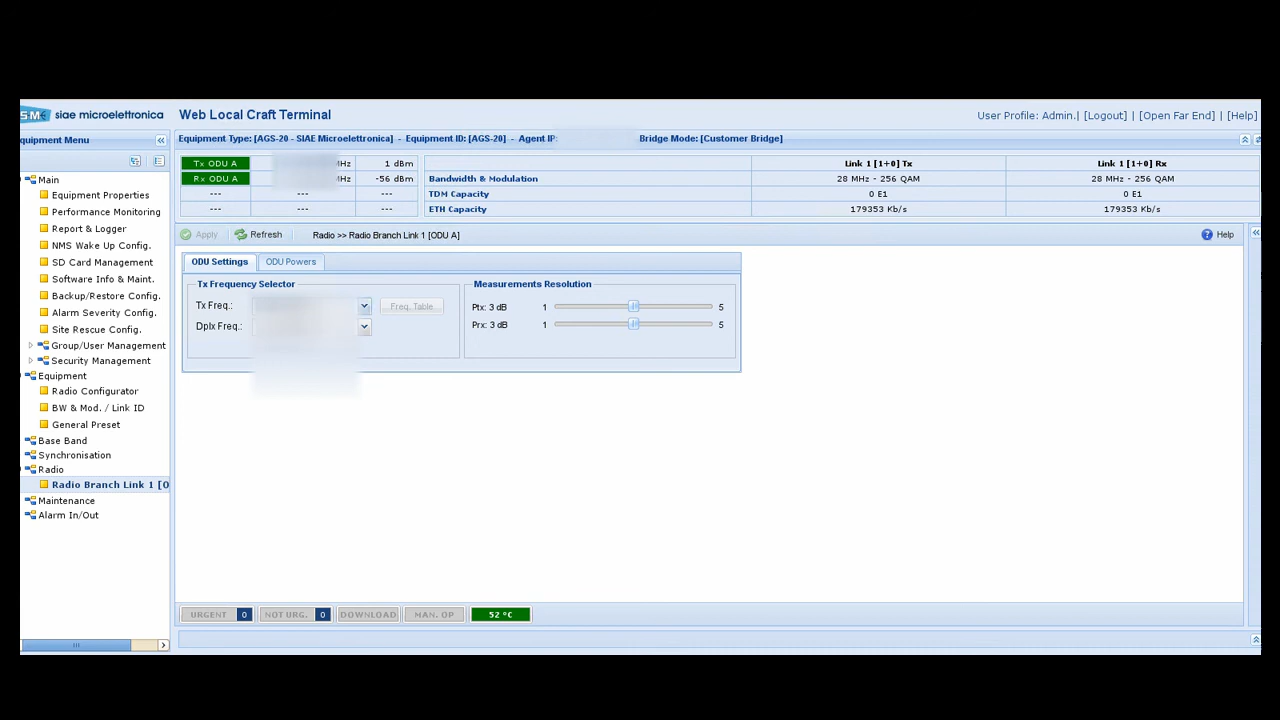 SM siae microelettronica Web Local Craft Terminal User Profile: Admin.| [Logout] | [Open Far End] | [Help]
quipment Menu
Equipment Type: [AGS-20 - SIAE Microelettronica] - Equipment ID: [AGS-20] - Agent IP: Bridge Mode: [Customer Bridge]
Tx ODU A MHz 1 dBm Link 1 [1+0] Tx Link 1 [1+0] Rx
Rx ODU A MHz -56 dBm Bandwidth & Modulation 28 MHz - 256 QAM 28 MHz - 256 QAM
--- --- --- TDM Capacity 0 E1 0 E1
--- --- --- ETH Capacity 179353 Kb/s 179353 Kb/s
Main
Equipment Properties
Performance Monitoring
Report & Logger
NMS Wake Up Config.
SD Card Management
Software Info & Maint.
Backup/Restore Config.
Alarm Severity Config.
Site Rescue Config.
Group/User Management
Security Management
Equipment
Radio Configurator
BW & Mod. / Link ID
General Preset
Base Band
Synchronisation
Radio
Radio Branch Link 1 [O
Maintenance
Alarm In/Out
Apply Refresh Radio >> Radio Branch Link 1 [ODU A] Help
ODU Settings ODU Powers
Tx Frequency Selector
Tx Freq.: Freq. Table
Dplx Freq.:
Measurements Resolution
Ptx: 3 dB 1 5
Prx: 3 dB 1 5
URGENT 0 NOT URG. 0 DOWNLOAD MAN. OP 52 °C